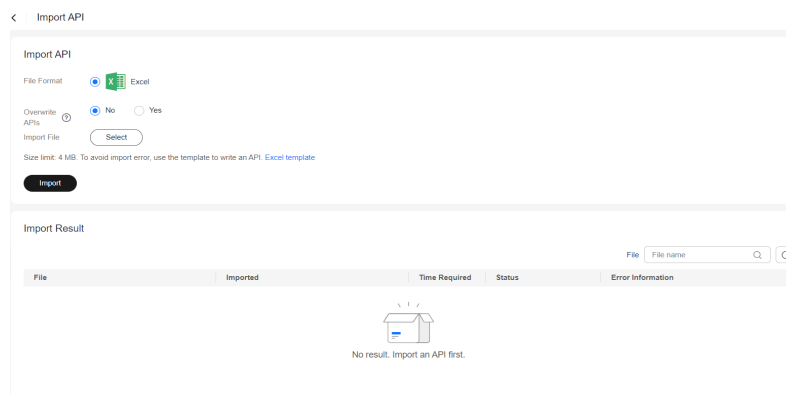 Import API
Import API
File Format Excel
Overwrite APIs No Yes
Import File Select
Size limit: 4 MB. To avoid import error, use the template to write an API. Excel template
Import
Import Result
File File name
File Imported Time Required Status Error Information
No result. Import an API first.